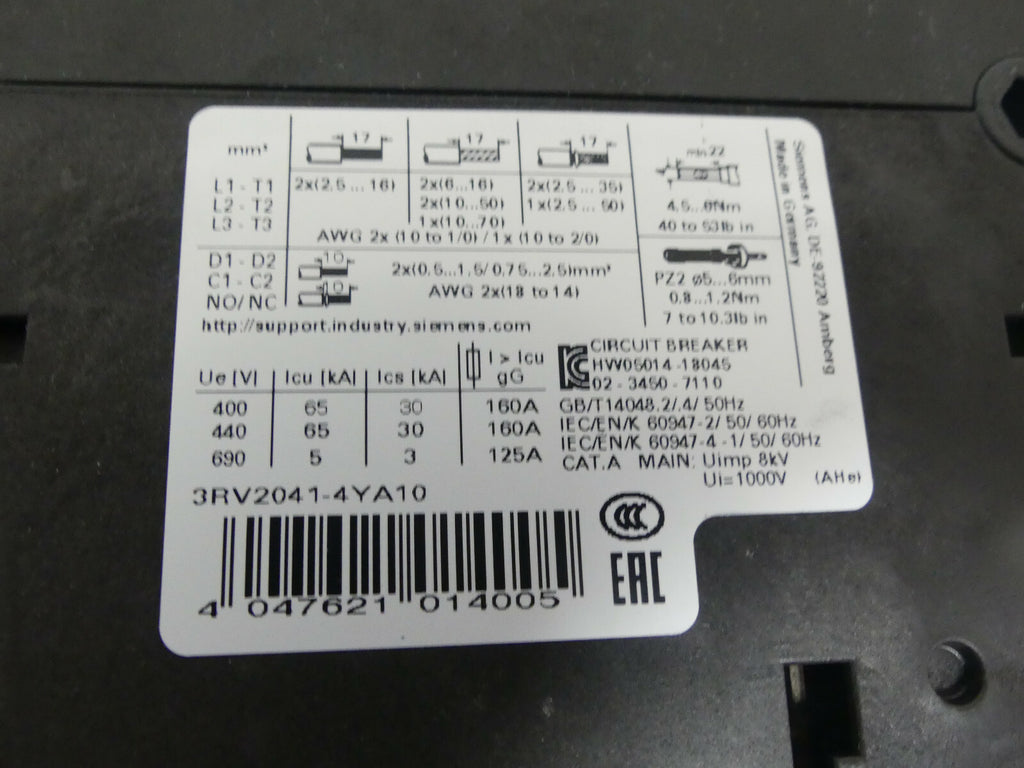 mm²
17
17
17
min.22
L1 - T1 2x(2,5 ... 16) 2x(6...16) 2x(2,5 ... 35)
L2 - T2 2x(10...50) 1x(2,5 ... 50) 4,5...6Nm
L3 - T3 1x(10...70) 40 to 53lb in
AWG 2x (10 to 1/0) / 1x (10 to 2/0)
D1 - D2 10
C1 - C2 10 2x(0,5...1,5/0,75...2,5)mm² PZ2 ø5...6mm
NO/NC AWG 2x(18 to 14) 0,8...1,2Nm
7 to 10.3lb in
http://support.industry.siemens.com
Siemens AG, DE-92220 Amberg
Made in Germany
Ue [V] Icu [kA] Ics [kA] I > Icu gG
400 65 30 160A
440 65 30 160A
690 5 3 125A
CIRCUIT BREAKER
HW05014-18045
02 - 3450 - 7110
GB/T14048.2/.4/ 50Hz
IEC/EN/K 60947-2/ 50/ 60Hz
IEC/EN/K 60947-4 -1/ 50/ 60Hz
CAT.A MAIN: Uimp 8kV
Ui=1000V (AHe)
3RV2041-4YA10
4 047621 014005
CCC
EAC